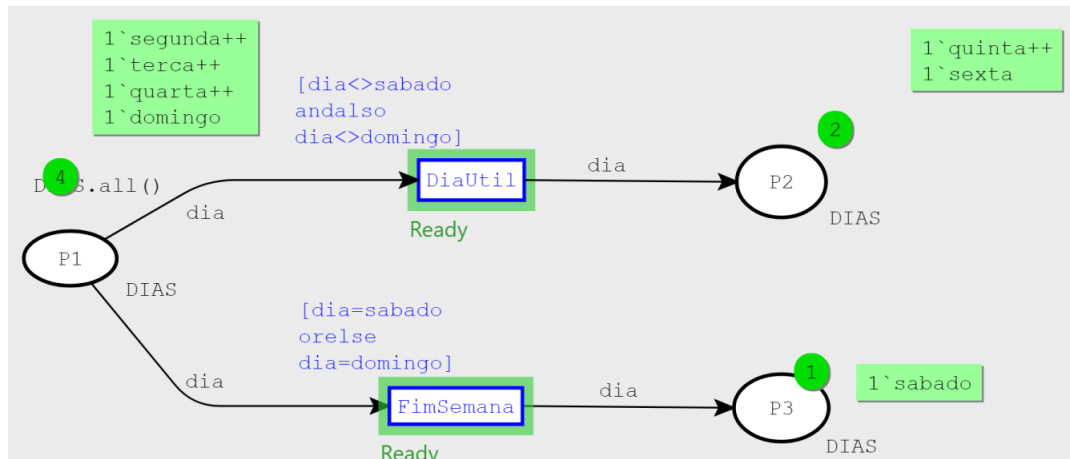 1`segunda++
1`terca++
1`quarta++
1`domingo
[dia<>sabado
andalso
dia<>domingo]
1`quinta++
1`sexta
4
.all()
dia
DiaUtil
Ready
dia
2
P2
DIAS
P1
DIAS
[dia=sabado
orelse
dia=domingo]
dia
FimSemana
Ready
dia
1
P3
1`sabado
DIAS